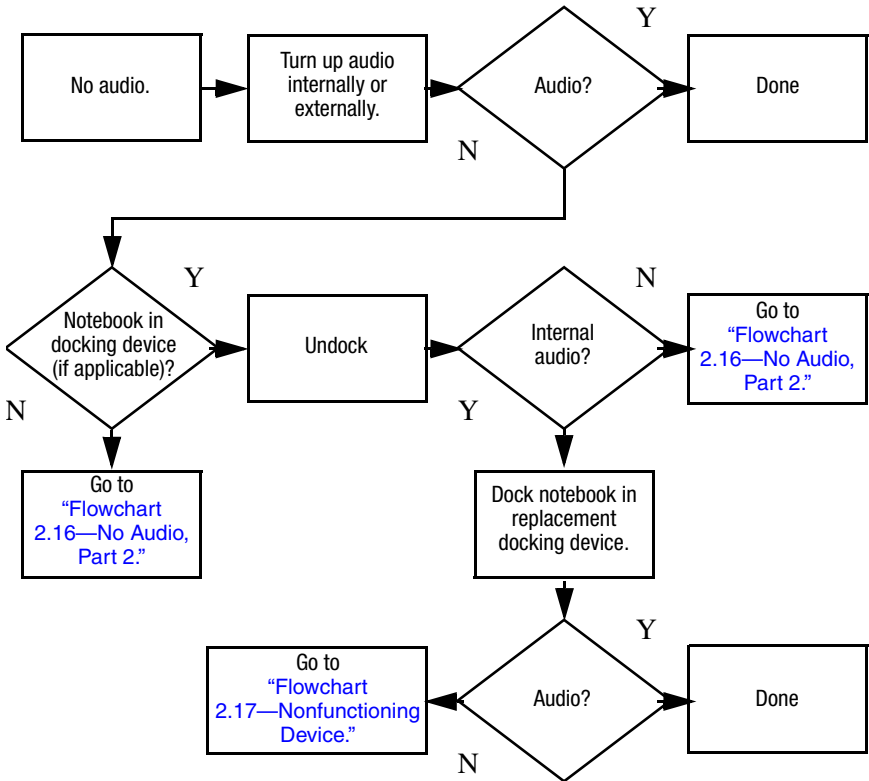 Y
No audio.
Turn up audio
internally or
externally.
Audio?
Done
N
Y
N
Notebook in
docking device
(if applicable)?
Undock
Internal
audio?
Go to
“Flowchart
2.16—No Audio,
Part 2.”
N
Y
Go to
“Flowchart
2.16—No Audio,
Part 2.”
Dock notebook in
replacement
docking device.
Y
Go to
“Flowchart
2.17—Nonfunctioning
Device.”
Audio?
Done
N